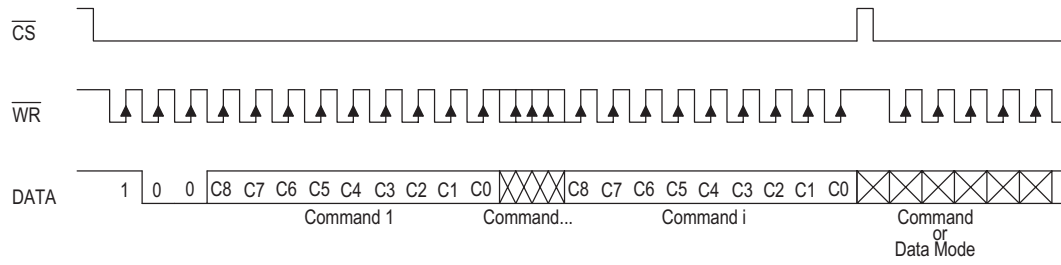 CS
WR
DATA 1 0 0 C8 C7 C6 C5 C4 C3 C2 C1 C0 C8 C7 C6 C5 C4 C3 C2 C1 C0
Command 1 Command... Command i Command
or
Data Mode